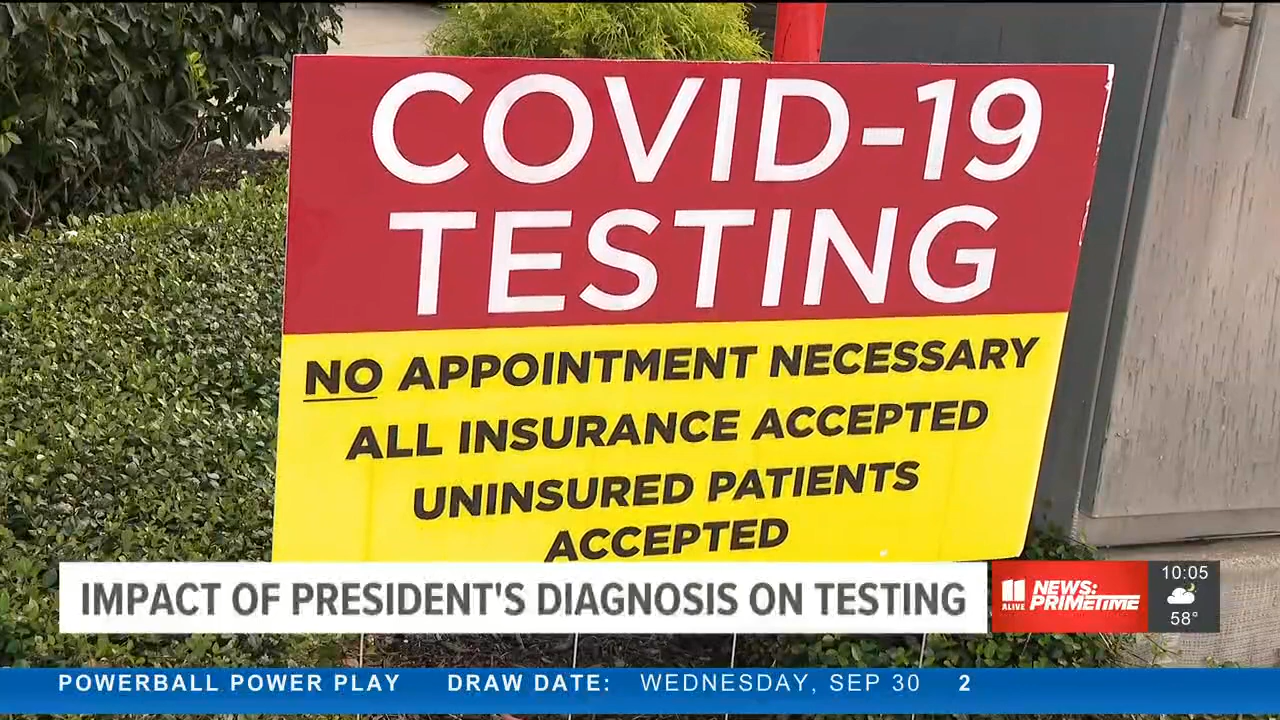 COVID-19
TESTING
NO APPOINTMENT NECESSARY
ALL INSURANCE ACCEPTED
UNINSURED PATIENTS
ACCEPTED
IMPACT OF PRESIDENT'S DIAGNOSIS ON TESTING
11 ALIVE NEWS: PRIMETIME
10:05
58°
POWERBALL POWER PLAY DRAW DATE: WEDNESDAY, SEP 30 2